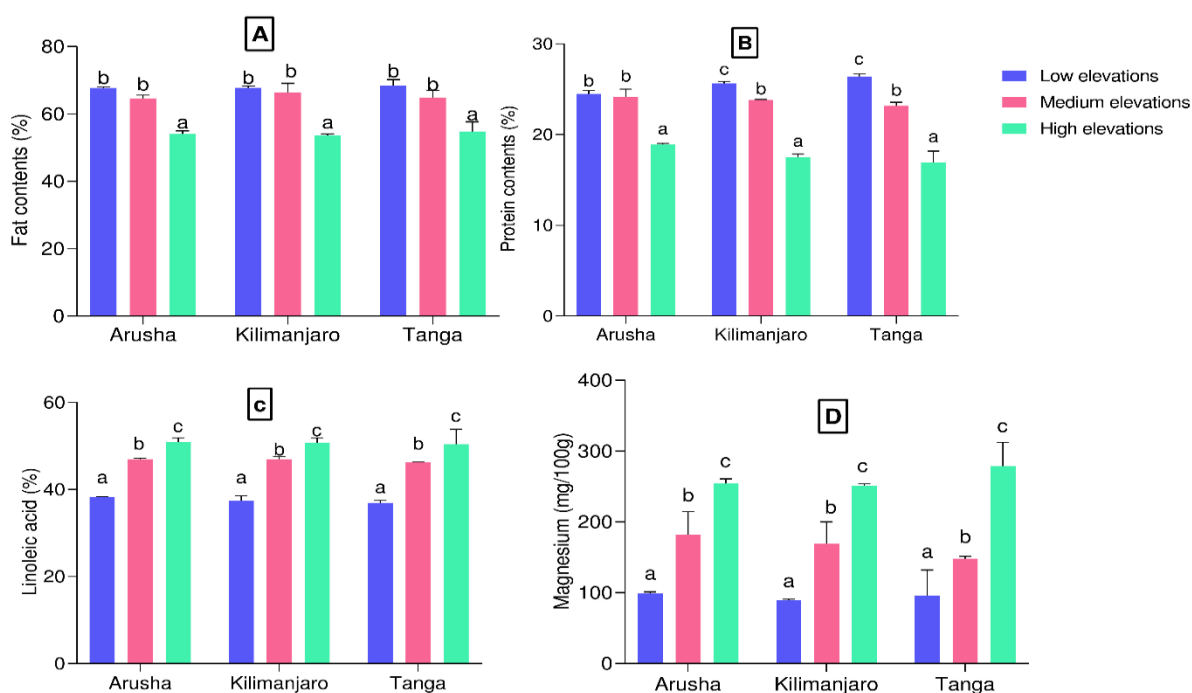 A
Fat contents (%)
80
60
40
20
0
b b a
b b a
b b a
Arusha Kilimanjaro Tanga
B
Protein contents (%)
30
20
10
0
b b a
c b a
c b a
Arusha Kilimanjaro Tanga
Low elevations
Medium elevations
High elevations
c
Linoleic acid (%)
60
40
20
0
a b c
a b c
a b c
Arusha Kilimanjaro Tanga
D
Magnesium (mg/100g)
400
300
200
100
0
a b c
a b c
a b c
Arusha Kilimanjaro Tanga